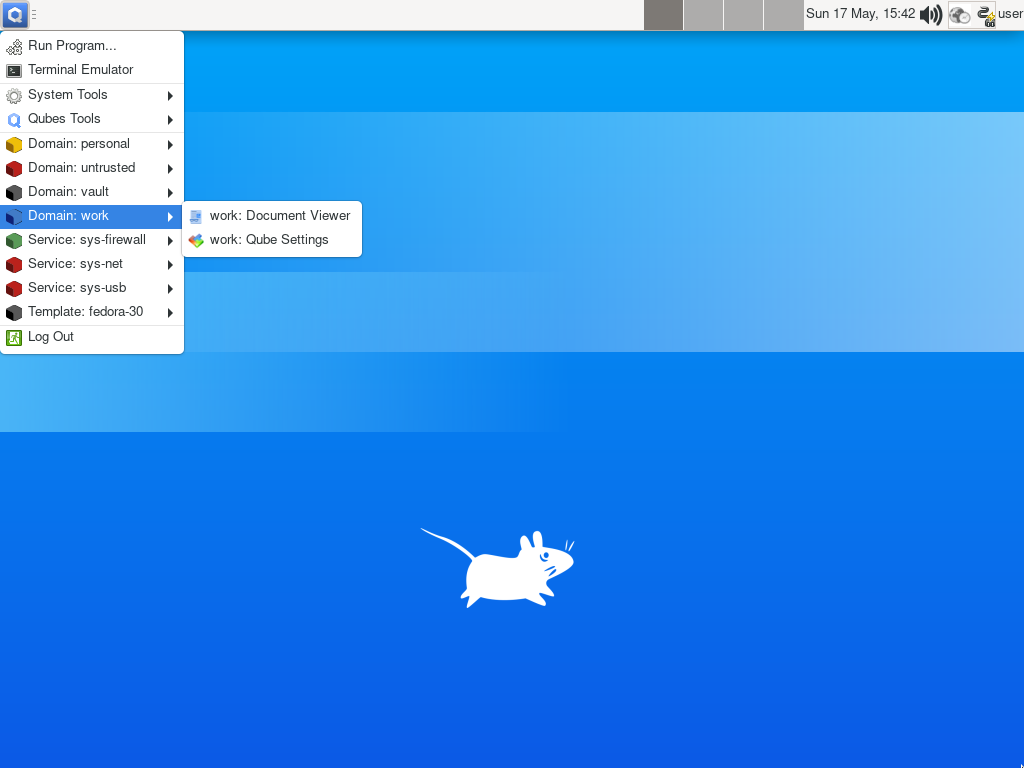 Sun 17 May, 15:42
user
Run Program...
Terminal Emulator
System Tools
Qubes Tools
Domain: personal
Domain: untrusted
Domain: vault
Domain: work
work: Document Viewer
work: Qube Settings
Service: sys-firewall
Service: sys-net
Service: sys-usb
Template: fedora-30
Log Out